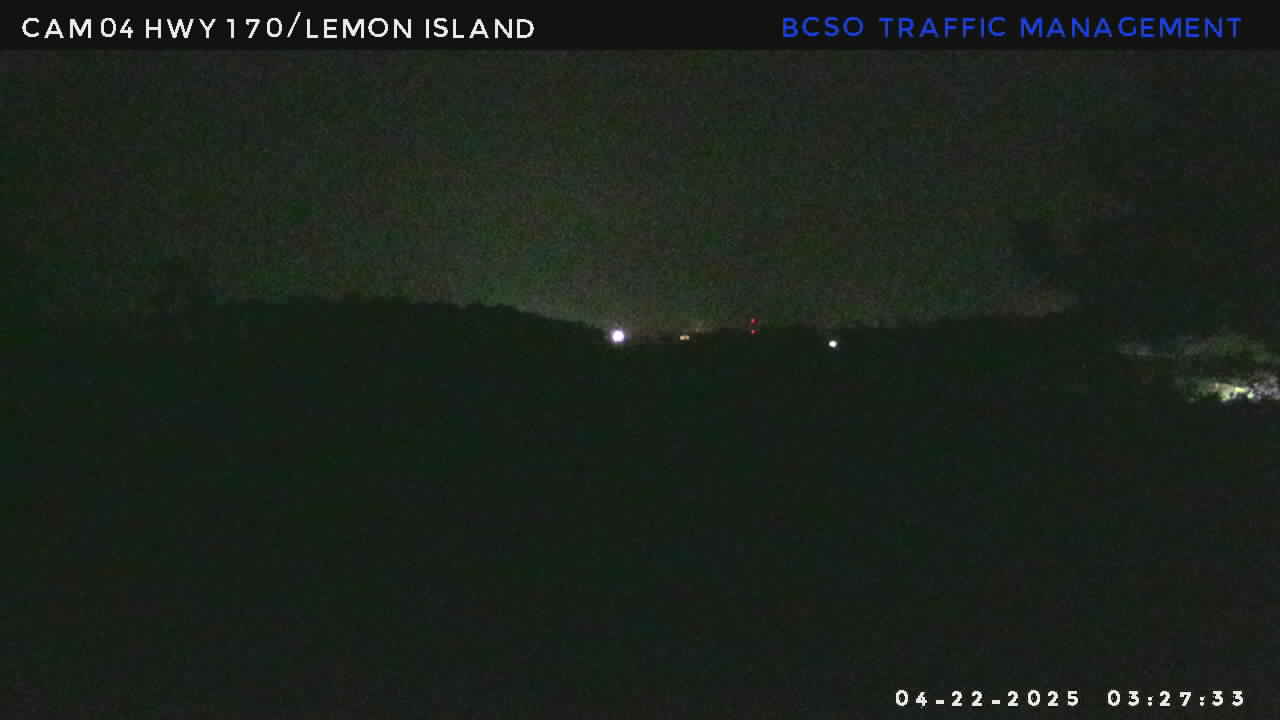 CAM04 HWY 170/LEMON ISLAND
BCSO TRAFFIC MANAGEMENT
04-22-2025 03:27:33